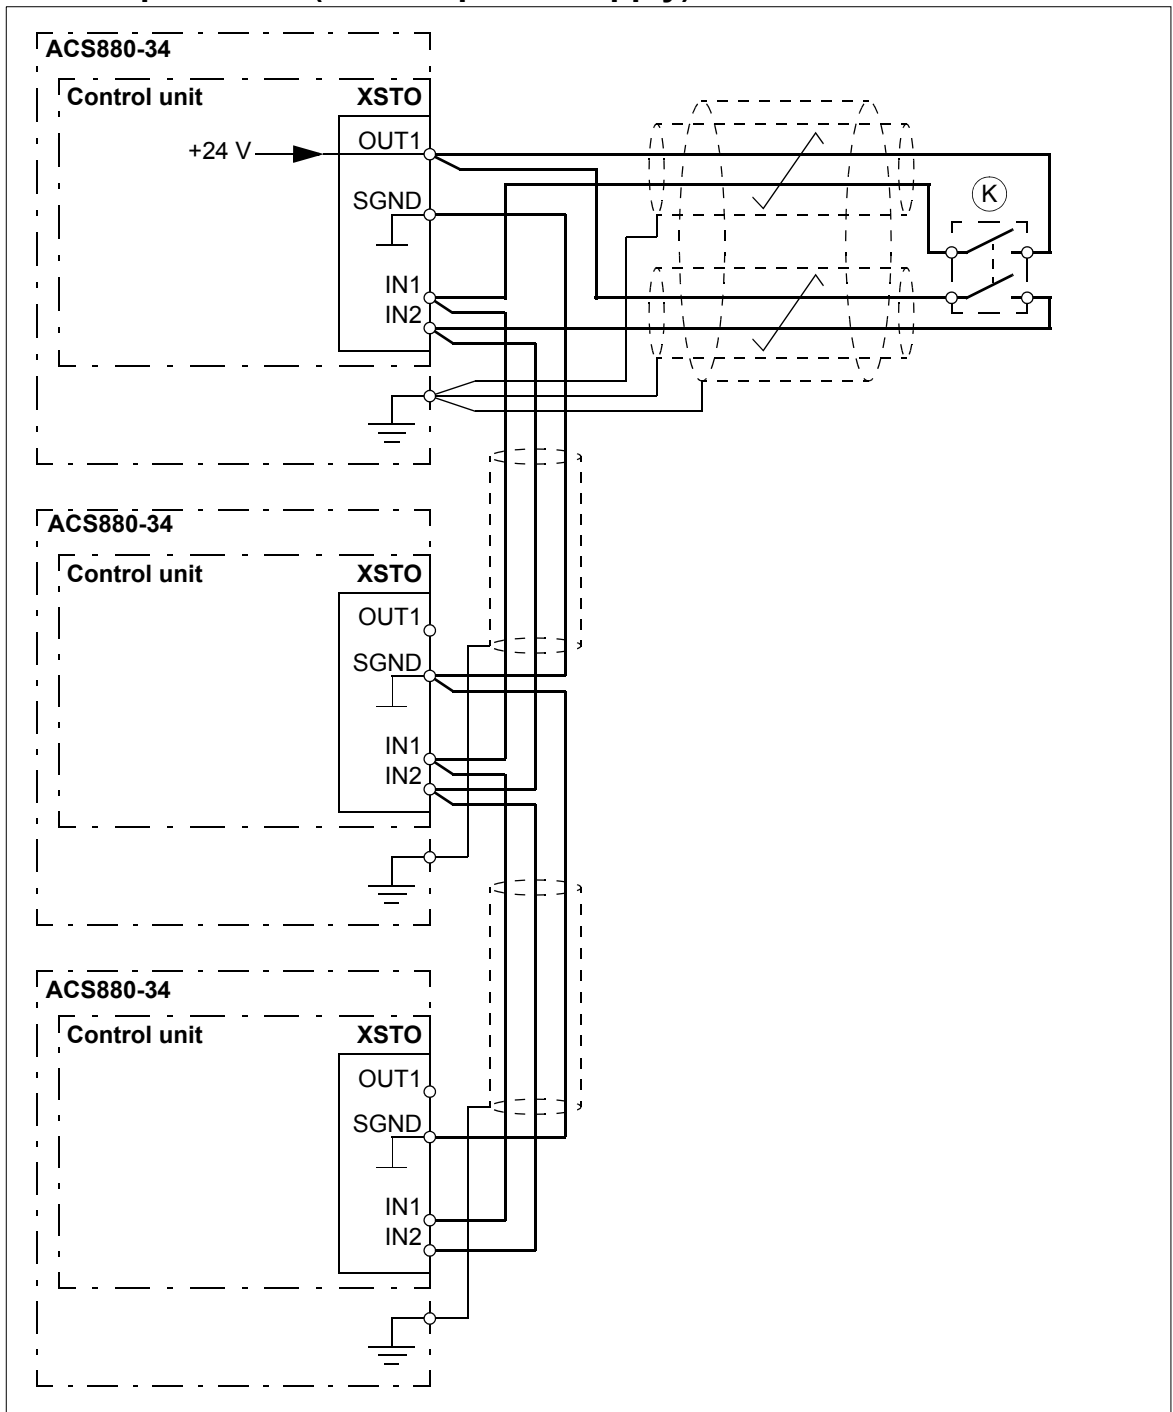 ACS880-34
Control unit XSTO
+24 V OUT1
SGND
K
IN1
IN2
ACS880-34
Control unit XSTO
OUT1
SGND
IN1
IN2
ACS880-34
Control unit XSTO
OUT1
SGND
IN1
IN2